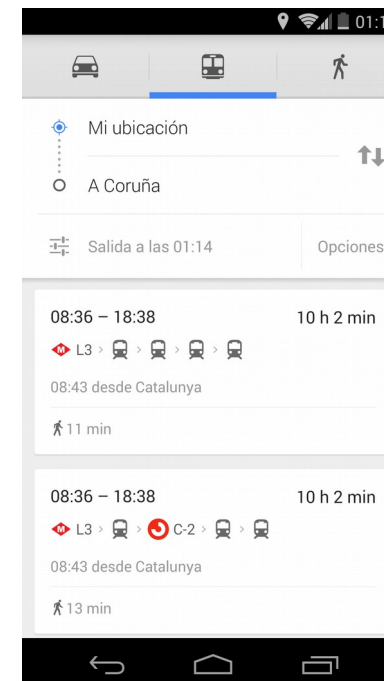 01:1
Mi ubicación
A Coruña
Salida a las 01:14 Opciones
08:36 – 18:38 10 h 2 min
M L3
08:43 desde Catalunya
11 min
08:36 – 18:38 10 h 2 min
M L3 C-2
08:43 desde Catalunya
13 min